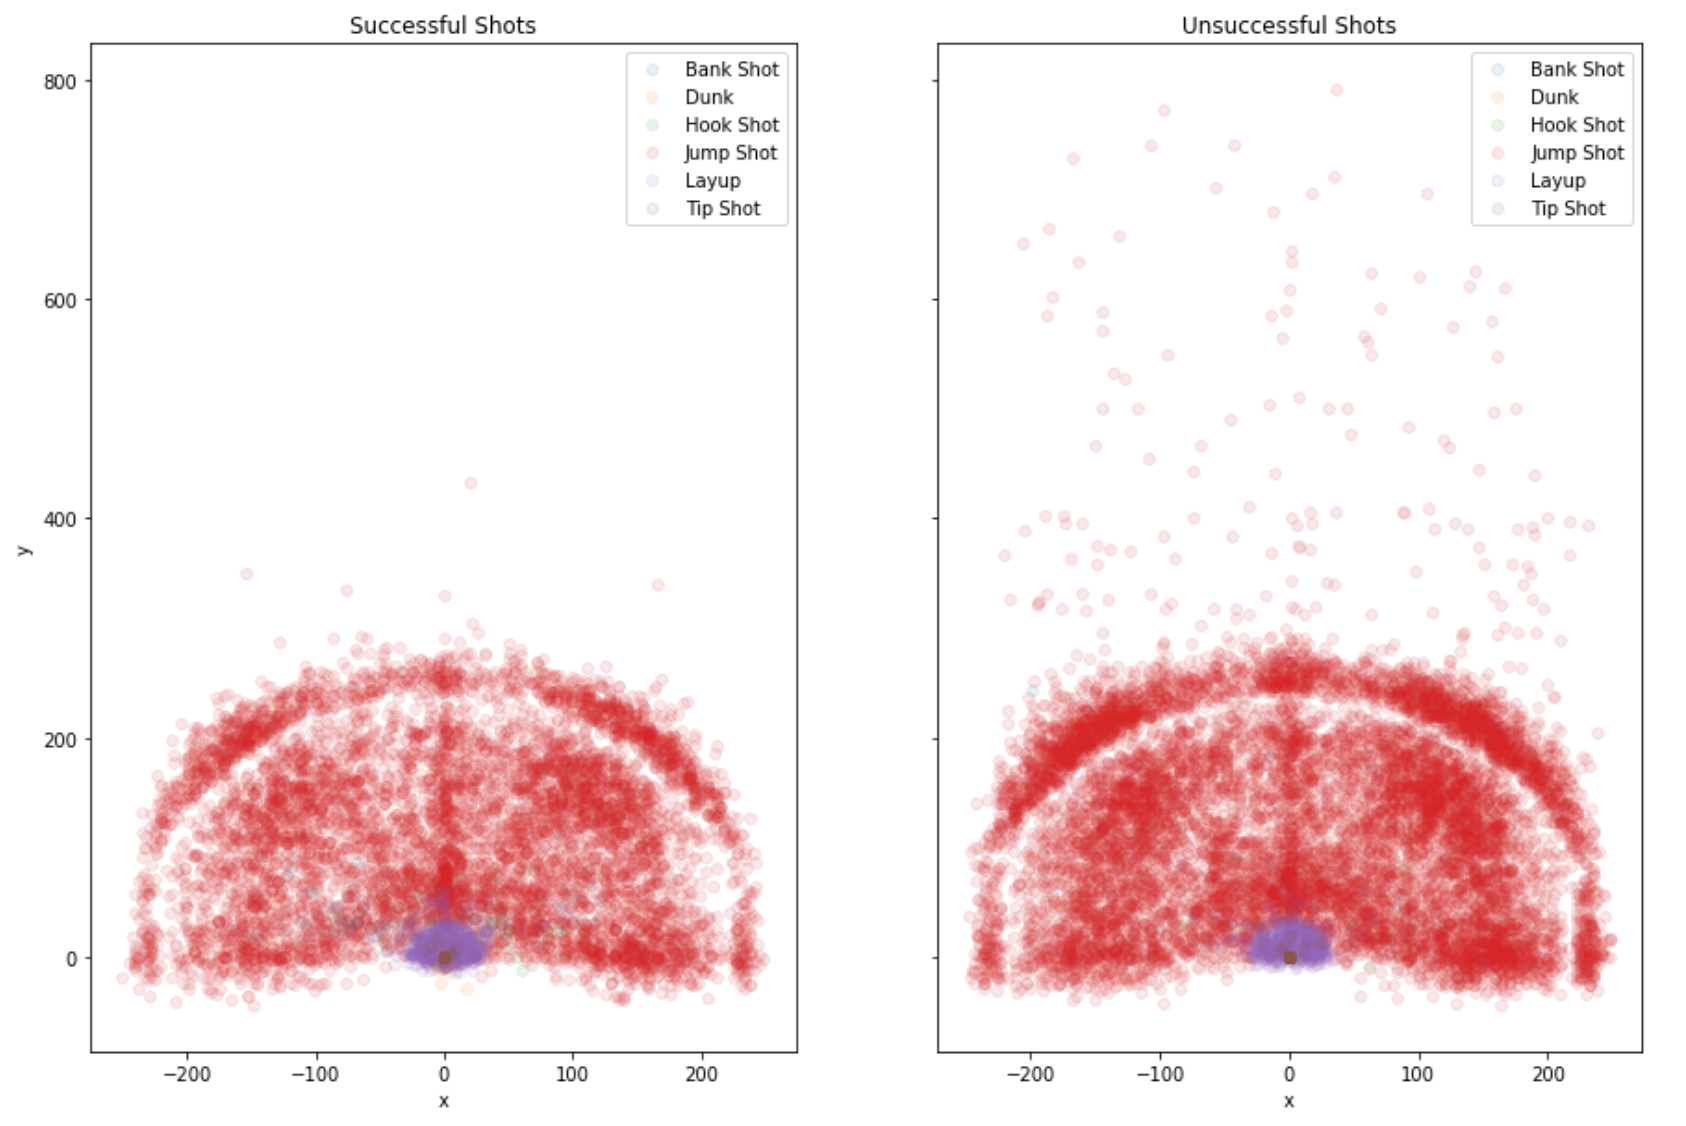 Successful Shots
Unsuccessful Shots
Bank Shot
Dunk
Hook Shot
Jump Shot
Layup
Tip Shot
Bank Shot
Dunk
Hook Shot
Jump Shot
Layup
Tip Shot
800
600
400
200
0
y
−200 −100 0 100 200
x
−200 −100 0 100 200
x